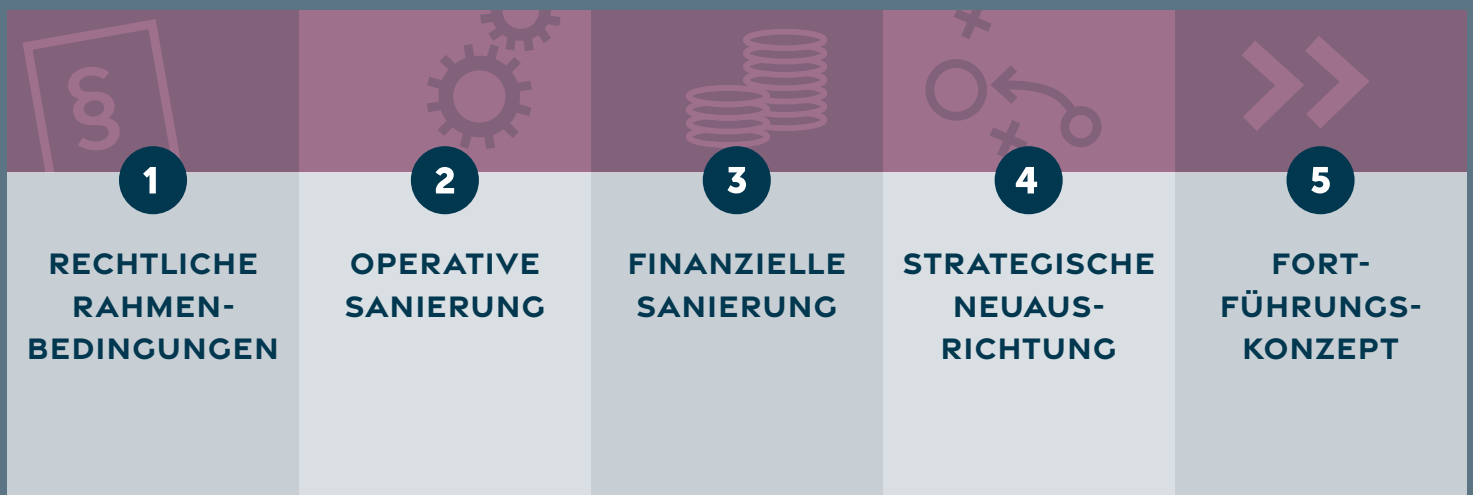 §
1
RECHTLICHE
RAHMEN-
BEDINGUNGEN
2
OPERATIVE
SANIERUNG
3
FINANZIELLE
SANIERUNG
4
STRATEGISCHE
NEUAUS-
RICHTUNG
5
FORT-
FÜHRUNGS-
KONZEPT